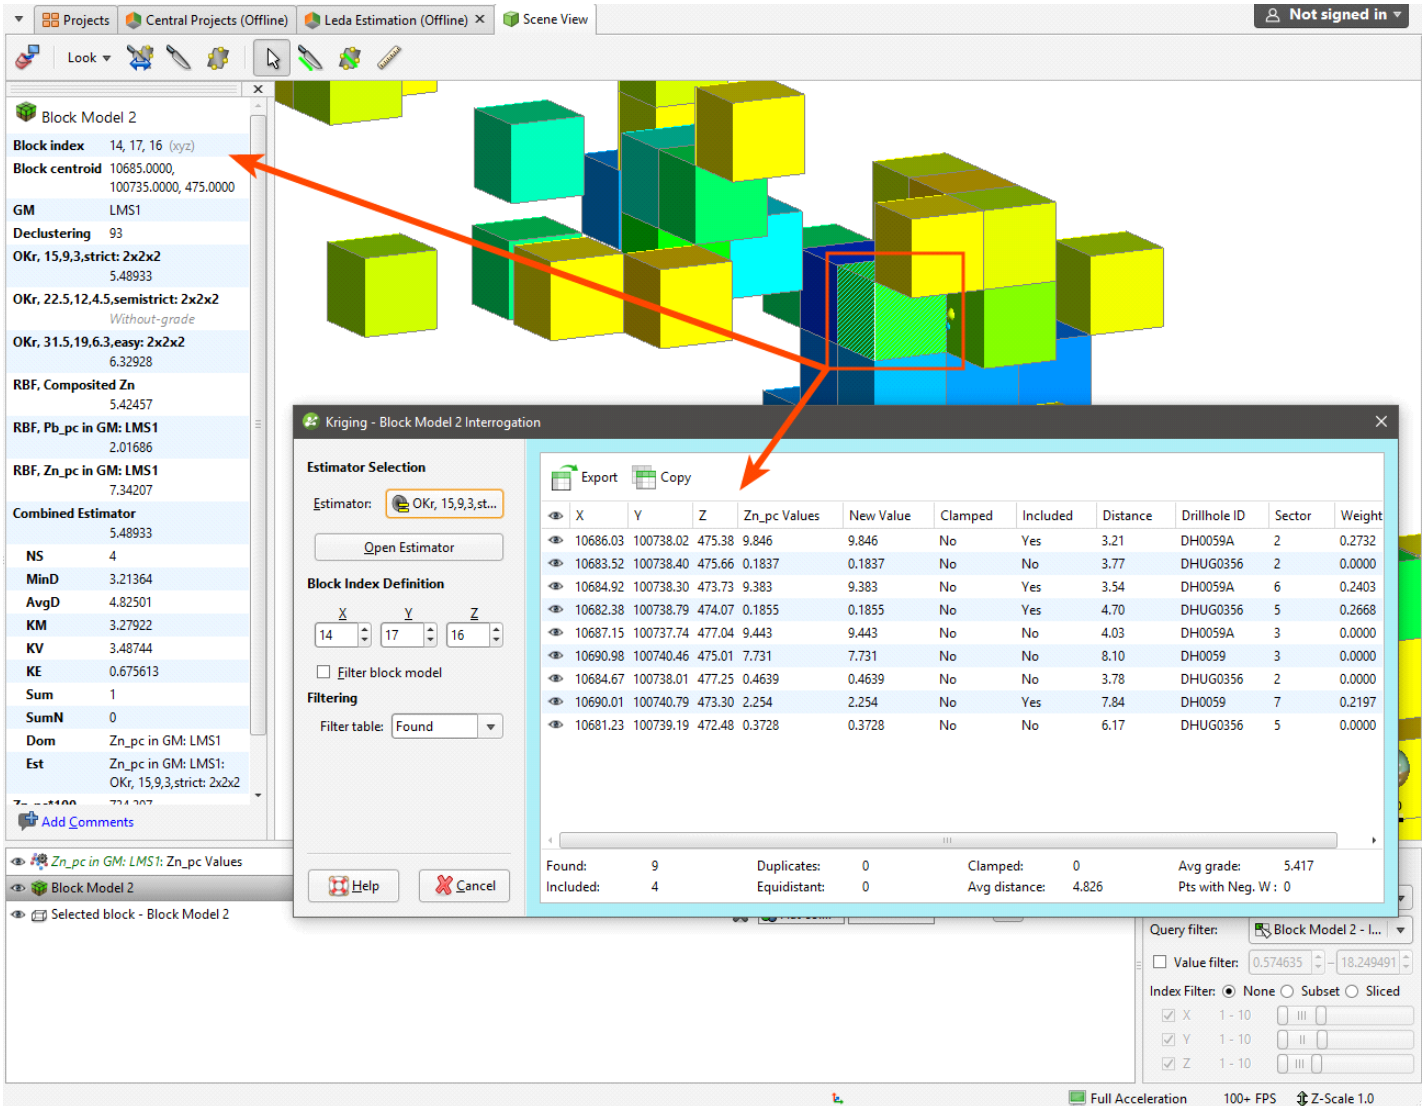 Projects Central Projects (Offline) Leda Estimation (Offline) × Scene View Not signed in
Look
Block Model 2
Block index 14, 17, 16 (xyz)
Block centroid 10685.0000,
100735.0000, 475.0000
GM LMS1
Declustering 93
OKr, 15,9,3,strict: 2x2x2
5.48933
OKr, 22.5,12,4.5,semistrict: 2x2x2
Without-grade
OKr, 31.5,19,6.3,easy: 2x2x2
6.32928
RBF, Composited Zn
5.42457
RBF, Pb_pc in GM: LMS1
2.01686
RBF, Zn_pc in GM: LMS1
7.34207
Combined Estimator
5.48933
NS 4
MinD 3.21364
AvgD 4.82501
KM 3.27922
KV 3.48744
KE 0.675613
Sum 1
SumN 0
Dom Zn_pc in GM: LMS1
Est Zn_pc in GM: LMS1:
OKr, 15,9,3,strict: 2x2x2
Zn_pc*100 734.207
Add Comments
Kriging - Block Model 2 Interrogation
Estimator Selection
Estimator: OKr, 15,9,3,st...
Open Estimator
Block Index Definition
X Y Z
14 17 16
Filter block model
Filtering
Filter table: Found
Help Cancel
Export Copy
X Y Z Zn_pc Values New Value Clamped Included Distance Drillhole ID Sector Weight
10686.03 100738.02 475.38 9.846 9.846 No Yes 3.21 DH0059A 2 0.2732
10683.52 100738.40 475.66 0.1837 0.1837 No No 3.77 DHUG0356 2 0.0000
10684.92 100738.30 473.73 9.383 9.383 No Yes 3.54 DH0059A 6 0.2403
10682.38 100738.79 474.07 0.1855 0.1855 No Yes 4.70 DHUG0356 5 0.2668
10687.15 100737.74 477.04 9.443 9.443 No No 4.03 DH0059A 3 0.0000
10690.98 100740.46 475.01 7.731 7.731 No No 8.10 DH0059 3 0.0000
10684.67 100738.01 477.25 0.4639 0.4639 No No 3.78 DHUG0356 2 0.0000
10690.01 100740.79 473.30 2.254 2.254 No Yes 7.84 DH0059 7 0.2197
10681.23 100739.19 472.48 0.3728 0.3728 No No 6.17 DHUG0356 5 0.0000
Found: 9 Duplicates: 0 Clamped: 0 Avg grade: 5.417
Included: 4 Equidistant: 0 Avg distance: 4.826 Pts with Neg. W : 0
Zn_pc in GM: LMS1: Zn_pc Values
Block Model 2
Selected block - Block Model 2
Query filter: Block Model 2 - I...
Value filter: 0.574635 – 18.249491
Index Filter: None Subset Sliced
X 1 - 10
Y 1 - 10
Z 1 - 10
Full Acceleration 100+ FPS Z-Scale 1.0